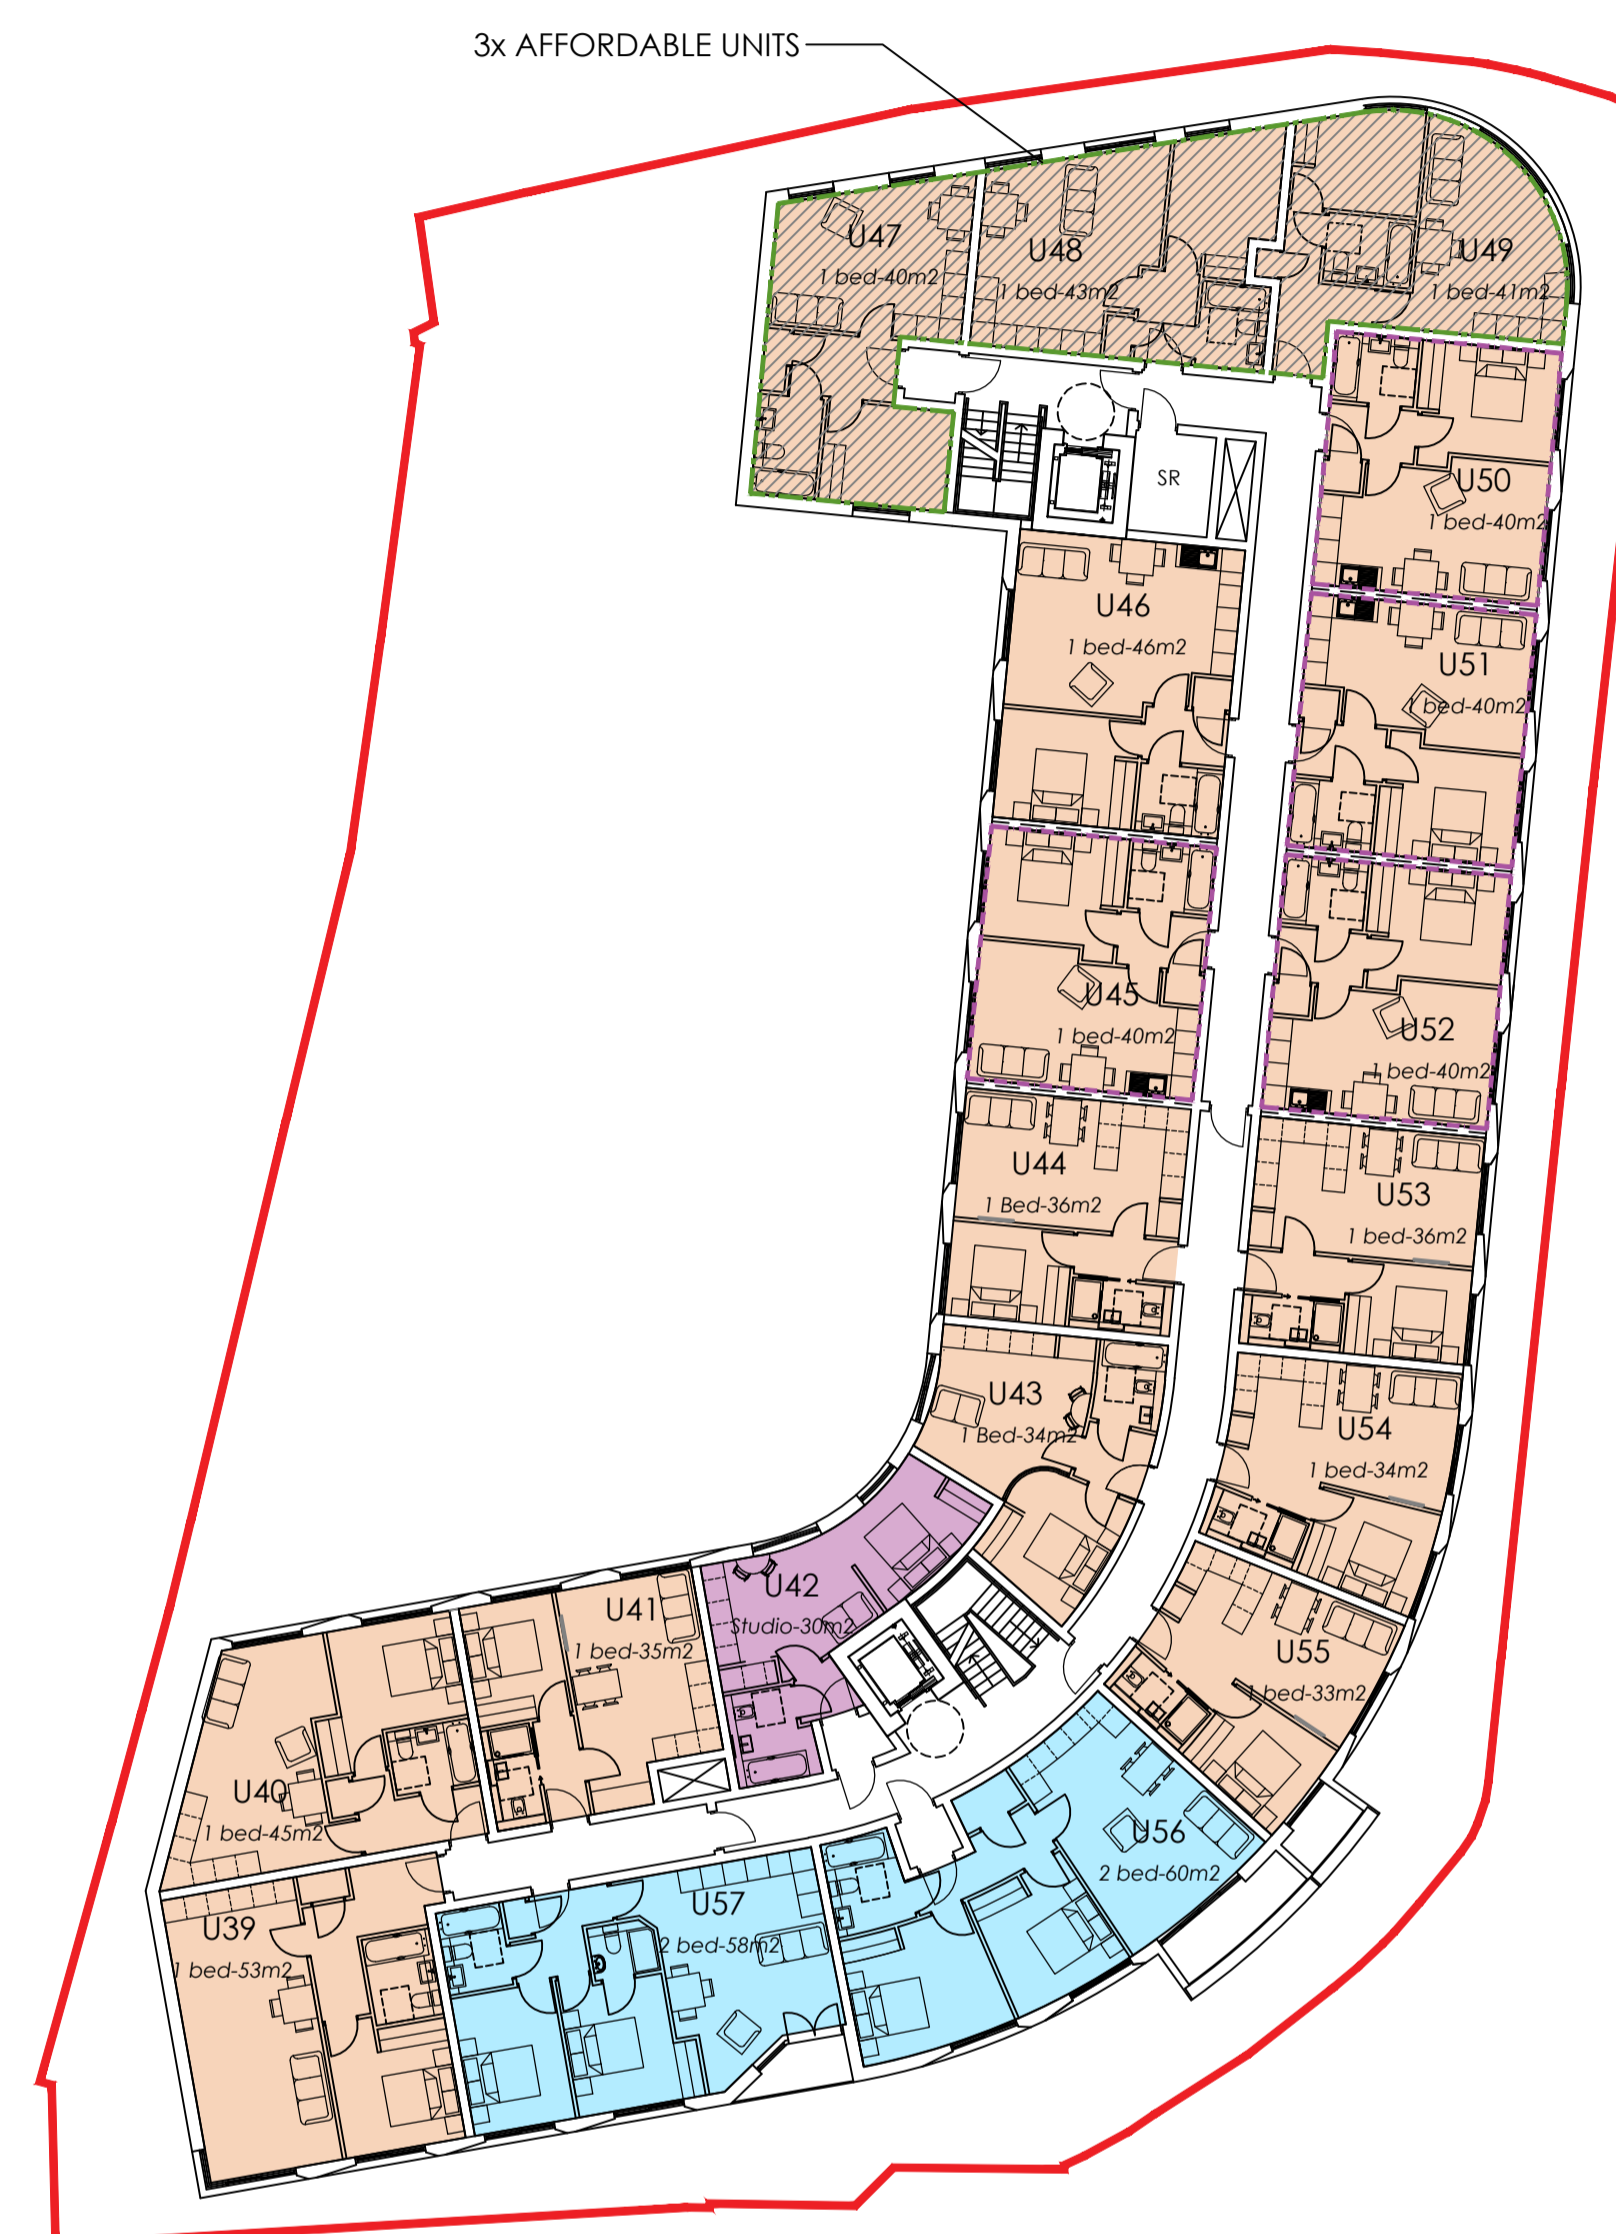 3x AFFORDABLE UNITS
U47
1 bed-40m2
U48
1 bed-43m2
U49
1 bed-41m2
SR
U50
1 bed-40m2
U46
1 bed-46m2
U51
1 bed-40m2
U45
1 bed-40m2
U52
1 bed-40m2
U44
1 Bed-36m2
U53
1 bed-36m2
U43
1 Bed-34m2
U54
1 bed-34m2
U42
Studio-30m2
U41
1 bed-35m2
U55
1 bed-33m2
U40
1 bed-45m2
U56
2 bed-60m2
U57
2 bed-58m2
U39
1 bed-53m2